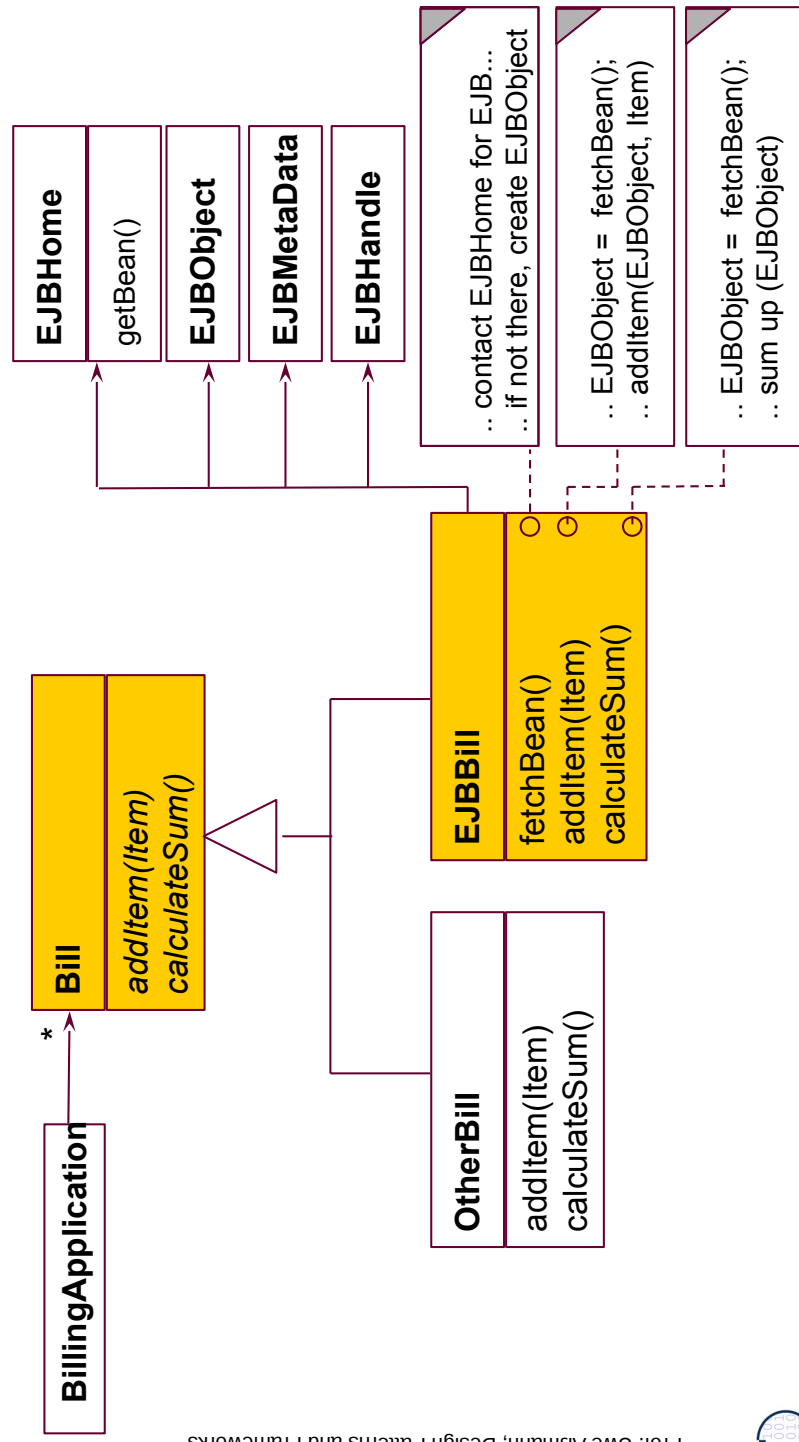 BillingApplication
*
Bill
addItem(Item)
calculateSum()
OtherBill
addItem(Item)
calculateSum()
EJBBill
fetchBean()
addItem(Item)
calculateSum()
EJBHome
getBean()
EJBObject
EJBMetaData
EJBHandle
.. contact EJBHome for EJB...
.. if not there, create EJBObject
.. EJBObject = fetchBean();
.. addItem(EJBObject, Item)
.. EJBObject = fetchBean();
.. sum up (EJBObject)
Prof. Uwe Aßmann, Design Patterns and Frameworks